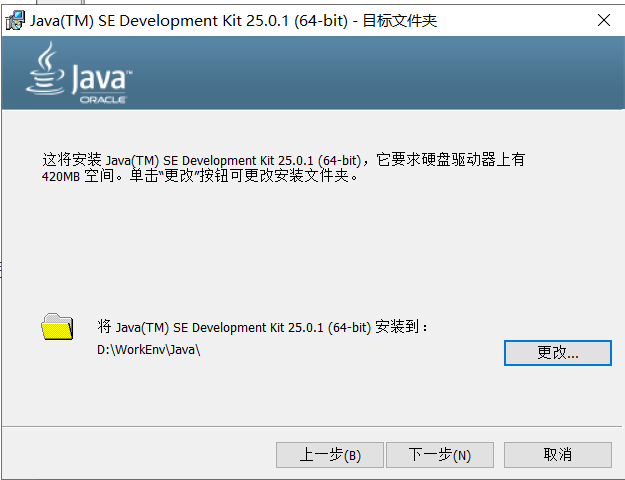 Java(TM) SE Development Kit 25.0.1 (64-bit) - 目标文件夹
Java™
ORACLE
这将安装 Java(TM) SE Development Kit 25.0.1 (64-bit)，它要求硬盘驱动器上有
420MB 空间。单击“更改”按钮可更改安装文件夹。
将 Java(TM) SE Development Kit 25.0.1 (64-bit) 安装到：
D:\WorkEnv\Java\
更改...
上一步(B) 下一步(N) 取消